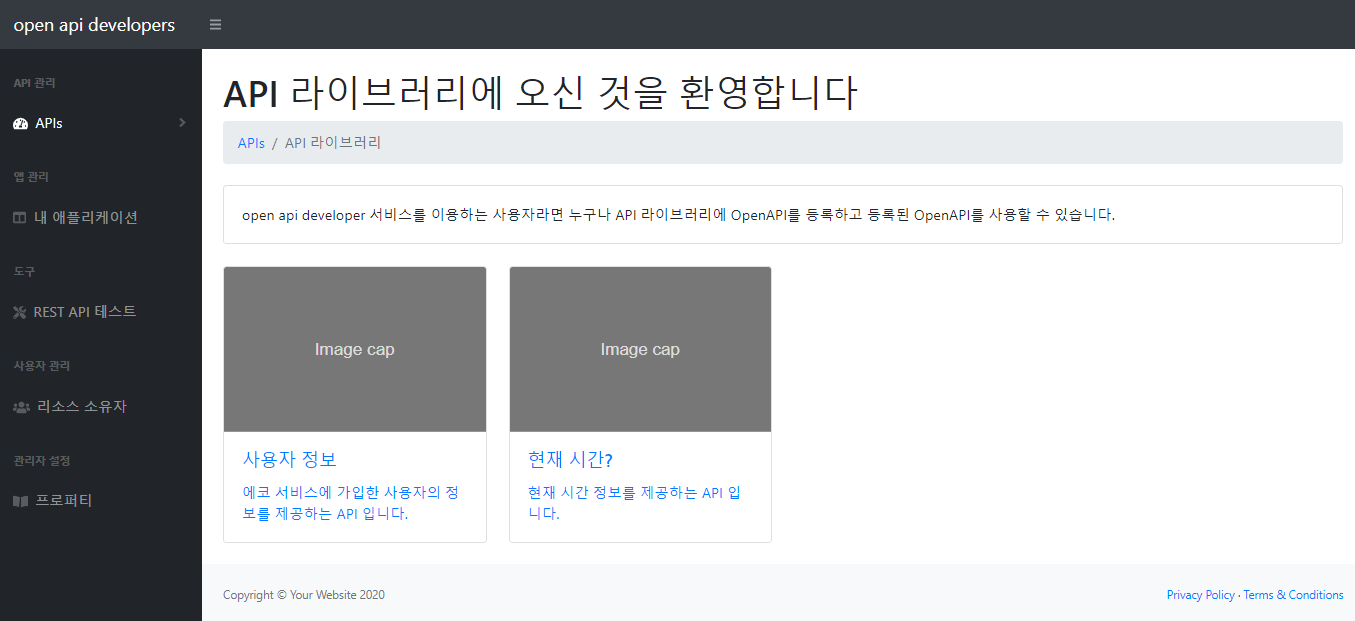 open api developers
API 관리
APIs
앱 관리
내 애플리케이션
도구
REST API 테스트
사용자 관리
리소스 소유자
관리자 설정
프로퍼티
API 라이브러리에 오신 것을 환영합니다
APIs / API 라이브러리
open api developer 서비스를 이용하는 사용자라면 누구나 API 라이브러리에 OpenAPI를 등록하고 등록된 OpenAPI를 사용할 수 있습니다.
Image cap
사용자 정보
에코 서비스에 가입한 사용자의 정
보를 제공하는 API 입니다.
Image cap
현재 시간?
현재 시간 정보를 제공하는 API 입
니다.
Copyright © Your Website 2020
Privacy Policy · Terms & Conditions